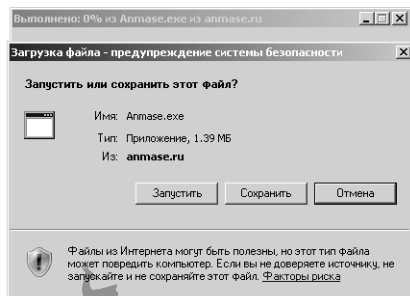 Выполнено: 0% из Anmase.exe из anmase.ru
Загрузка файла - предупреждение системы безопасности
Запустить или сохранить этот файл?
Имя: Anmase.exe
Тип: Приложение, 1.39 МБ
Из: anmase.ru
Запустить Сохранить Отмена
Файлы из Интернета могут быть полезны, но этот тип файла
может повредить компьютер. Если вы не доверяете источнику, не
запускайте и не сохраняйте этот файл. Факторы риска